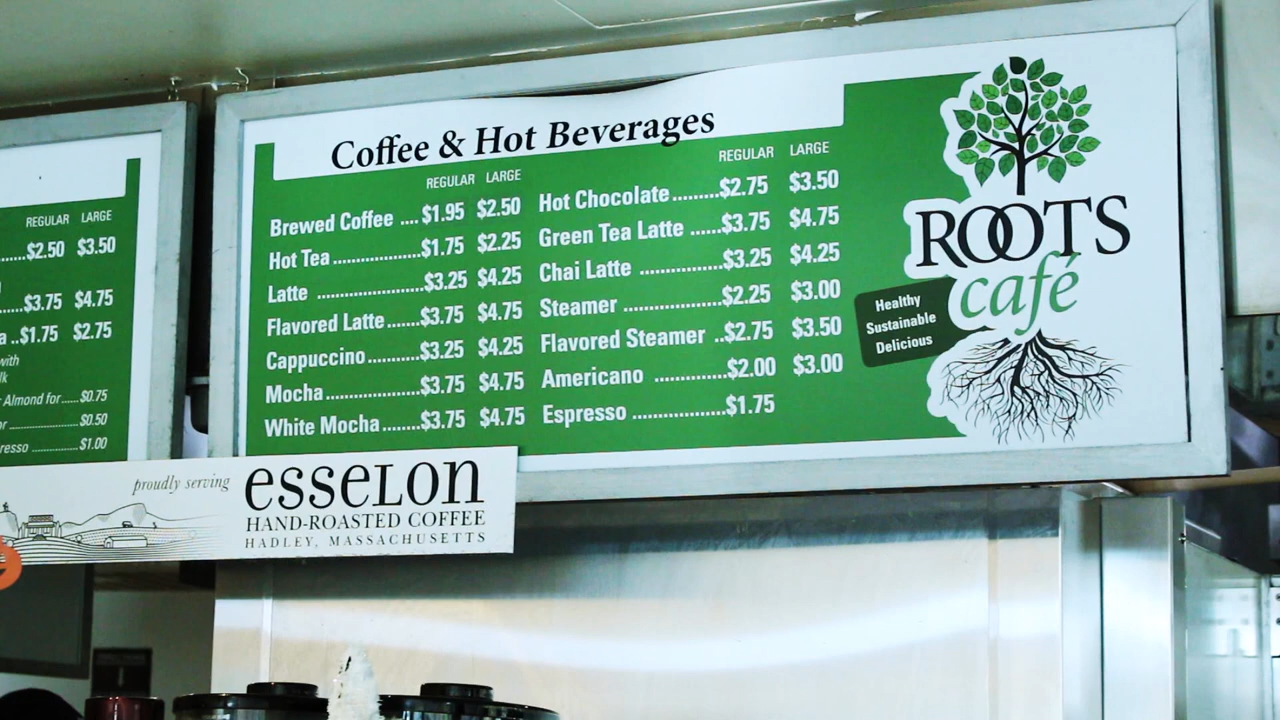 REGULAR LARGE
$2.50 $3.50
$3.75 $4.75
a ..$1.75 $2.75
with
Almond for......$0.75
..................$0.50
..............$1.00
Coffee & Hot Beverages
REGULAR LARGE
Brewed Coffee .... $1.95 $2.50
Hot Tea ...................$1.75 $2.25
Latte .......................$3.25 $4.25
Flavored Latte.......$3.75 $4.75
Cappuccino...........$3.25 $4.25
Mocha....................$3.75 $4.75
White Mocha........$3.75 $4.75
REGULAR LARGE
Hot Chocolate.........$2.75 $3.50
Green Tea Latte ......$3.75 $4.75
Chai Latte ................$3.25 $4.25
Steamer ...................$2.25 $3.00
Flavored Steamer ..$2.75 $3.50
Americano ..............$2.00 $3.00
Espresso ..................$1.75
ROOTS
café
Healthy
Sustainable
Delicious
proudly serving
esseLon
HAND-ROASTED COFFEE
HADLEY, MASSACHUSETTS